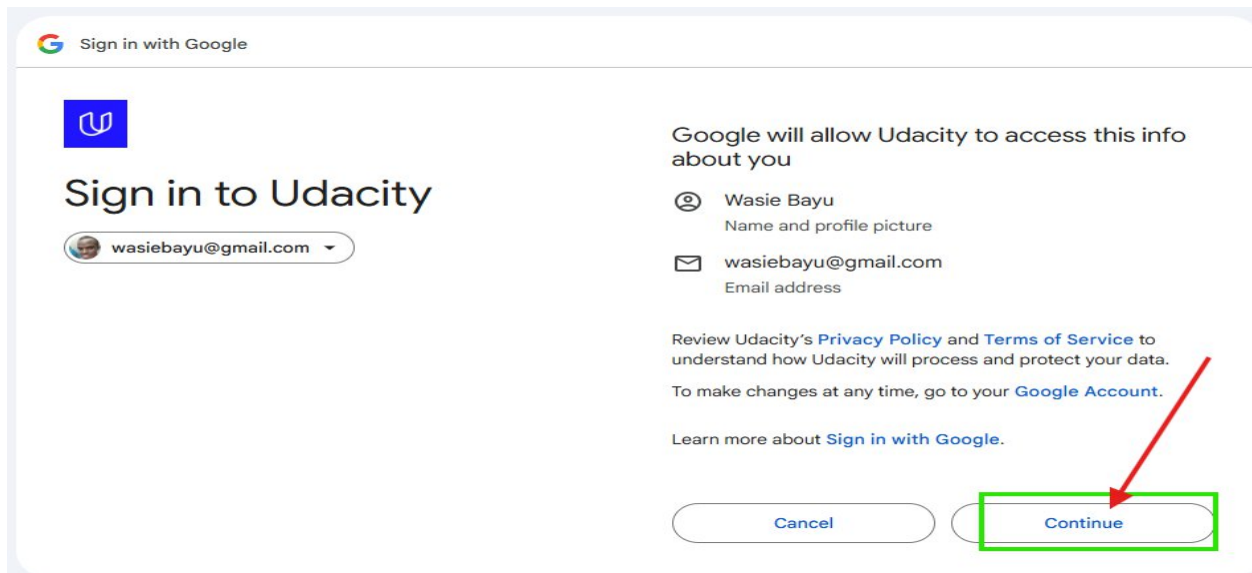 Sign in with Google
Sign in to Udacity
wasiebayu@gmail.com
Google will allow Udacity to access this info
about you
Wasie Bayu
Name and profile picture
wasiebayu@gmail.com
Email address
Review Udacity's Privacy Policy and Terms of Service to
understand how Udacity will process and protect your data.
To make changes at any time, go to your Google Account.
Learn more about Sign in with Google.
Cancel
Continue